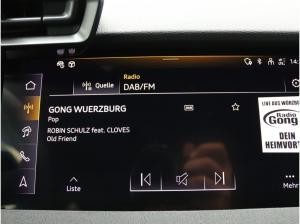 14:
Quelle
Radio
DAB/FM
GONG WUERZBURG
Pop
ROBIN SCHULZ feat. CLOVES
Old Friend
Radio
Gong
DEIN
HEIMVOR
Liste
Mehr